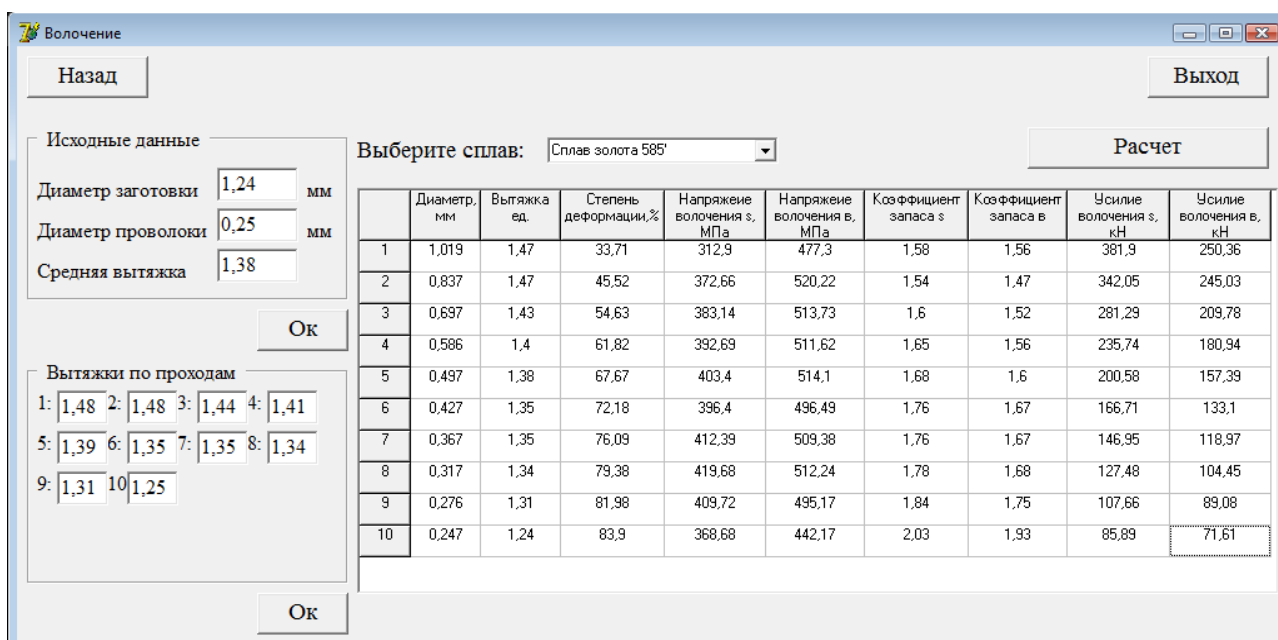 Волочение
Назад
Выход
Исходные данные
Диаметр заготовки 1,24 мм
Диаметр проволоки 0,25 мм
Средняя вытяжка 1,38
Ок
Вытяжки по проходам
1: 1,48 2: 1,48 3: 1,44 4: 1,41
5: 1,39 6: 1,35 7: 1,35 8: 1,34
9: 1,31 10 1,25
Ок
Выберите сплав: Сплав золота 585'
Расчет
Диаметр, мм Вытяжка ед. Степень деформации,% Напряжеие волочения s, МПа Напряжеие волочения в, МПа Коэффициент запаса s Коэффициент запаса в Усилие волочения s, кН Усилие волочения в, кН
1 1,019 1,47 33,71 312,9 477,3 1,58 1,56 381,9 250,36
2 0,837 1,47 45,52 372,66 520,22 1,54 1,47 342,05 245,03
3 0,697 1,43 54,63 383,14 513,73 1,6 1,52 281,29 209,78
4 0,586 1,4 61,82 392,69 511,62 1,65 1,56 235,74 180,94
5 0,497 1,38 67,67 403,4 514,1 1,68 1,6 200,58 157,39
6 0,427 1,35 72,18 396,4 496,49 1,76 1,67 166,71 133,1
7 0,367 1,35 76,09 412,39 509,38 1,76 1,67 146,95 118,97
8 0,317 1,34 79,38 419,68 512,24 1,78 1,68 127,48 104,45
9 0,276 1,31 81,98 409,72 495,17 1,84 1,75 107,66 89,08
10 0,247 1,24 83,9 368,68 442,17 2,03 1,93 85,89 71,61